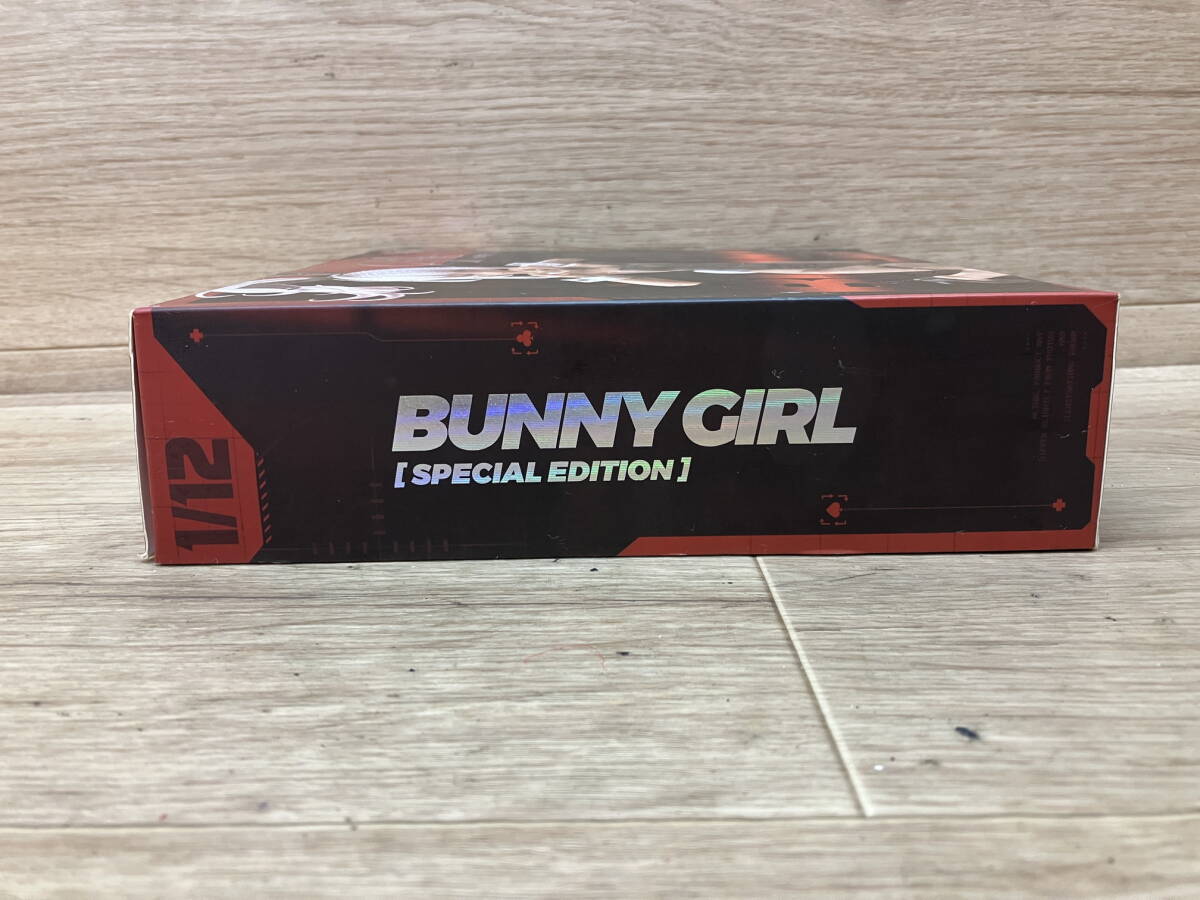 1/12
BUNNY GIRL
[ SPECIAL EDITION ]